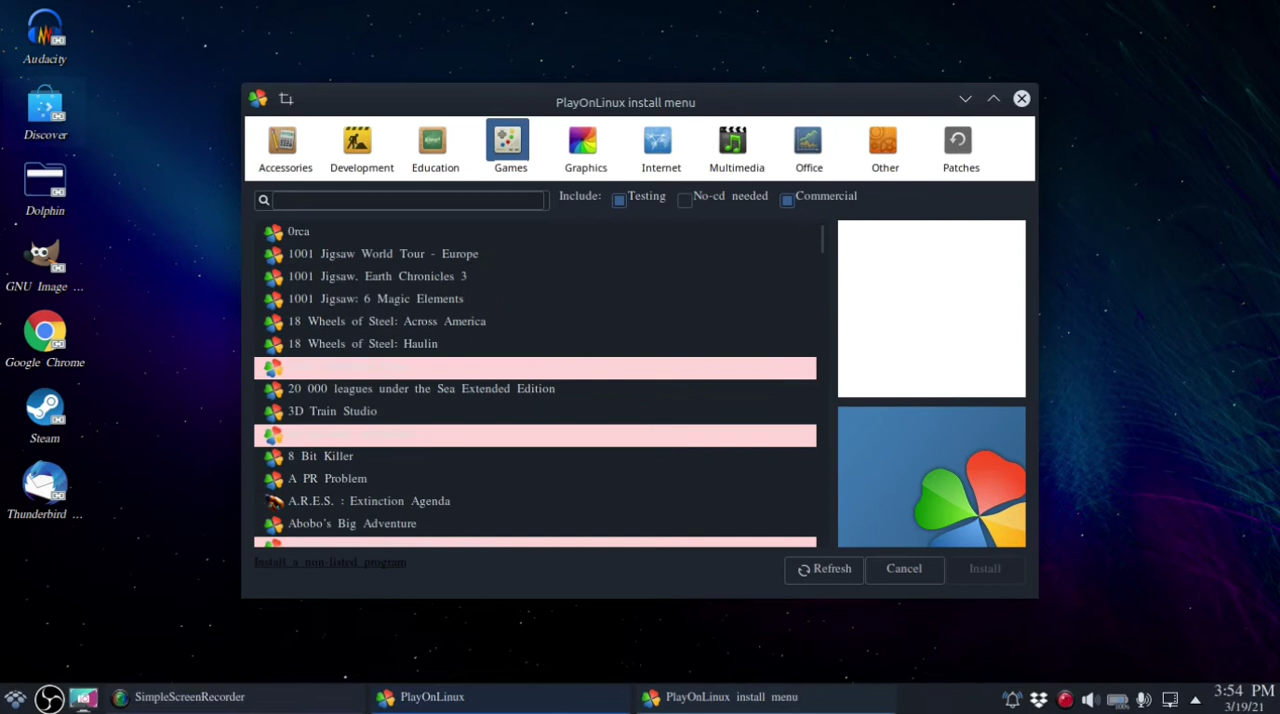 Audacity
Discover
Dolphin
GNU Image ...
Google Chrome
Steam
Thunderbird ...
PlayOnLinux install menu
Accessories Development Education Games Graphics Internet Multimedia Office Other Patches
Include: Testing No-cd needed Commercial
0rca
1001 Jigsaw World Tour - Europe
1001 Jigsaw. Earth Chronicles 3
1001 Jigsaw: 6 Magic Elements
18 Wheels of Steel: Across America
18 Wheels of Steel: Haulin
20 000 leagues under the Sea Extended Edition
3D Train Studio
8 Bit Killer
A PR Problem
A.R.E.S. : Extinction Agenda
Abobo's Big Adventure
Install a non-listed program
Refresh Cancel Install
SimpleScreenRecorder PlayOnLinux PlayOnLinux install menu
3:54 PM
3/19/21